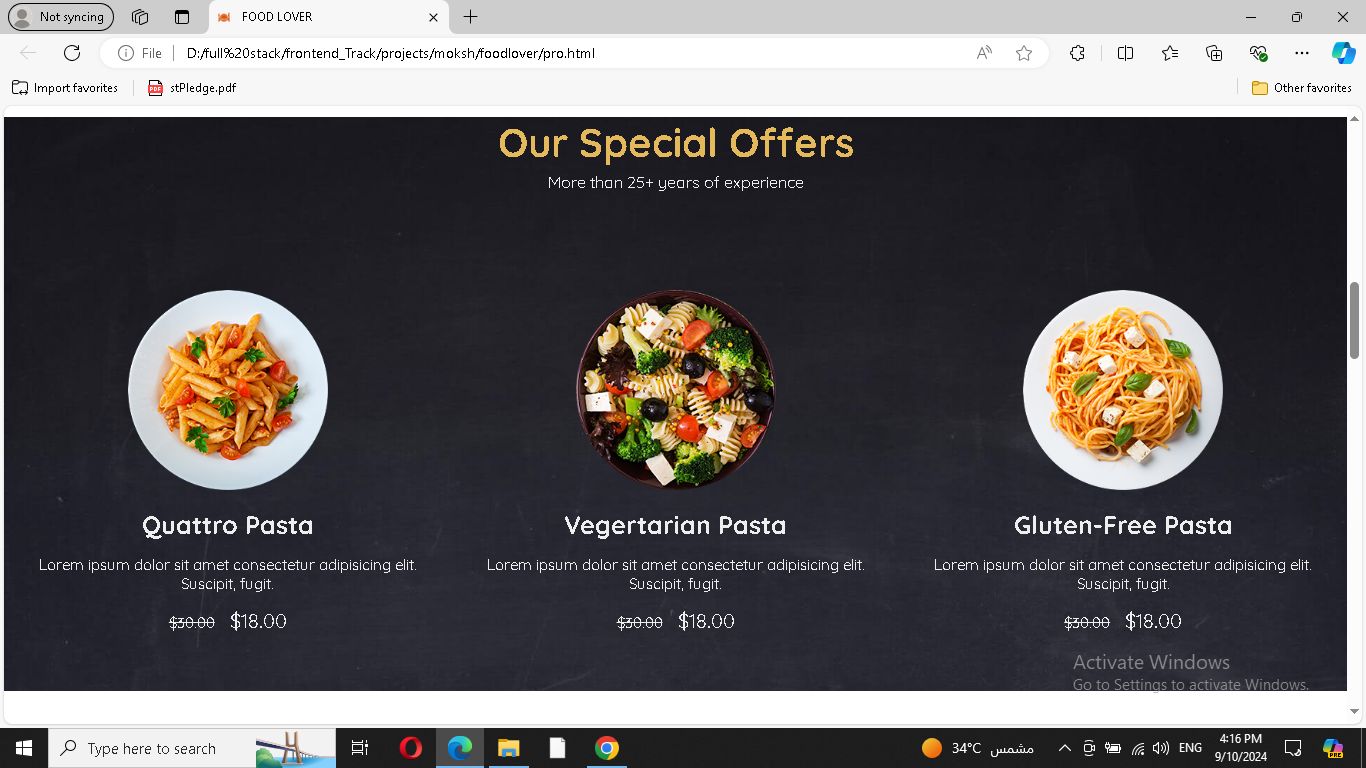 Not syncing
FOOD LOVER
File
D:/full%20stack/frontend_Track/projects/moksh/foodlover/pro.html
Import favorites
PDF
stPledge.pdf
Other favorites
Our Special Offers
More than 25+ years of experience
Quattro Pasta
Vegertarian Pasta
Gluten-Free Pasta
Lorem ipsum dolor sit amet consectetur adipisicing elit.
Suscipit, fugit.
Lorem ipsum dolor sit amet consectetur adipisicing elit.
Suscipit, fugit.
Lorem ipsum dolor sit amet consectetur adipisicing elit.
Suscipit, fugit.
$30.00 $18.00
$30.00 $18.00
$30.00 $18.00
Activate Windows
Go to Settings to activate Windows.
Type here to search
34°C مشمس
ENG
4:16 PM
9/10/2024
PRE